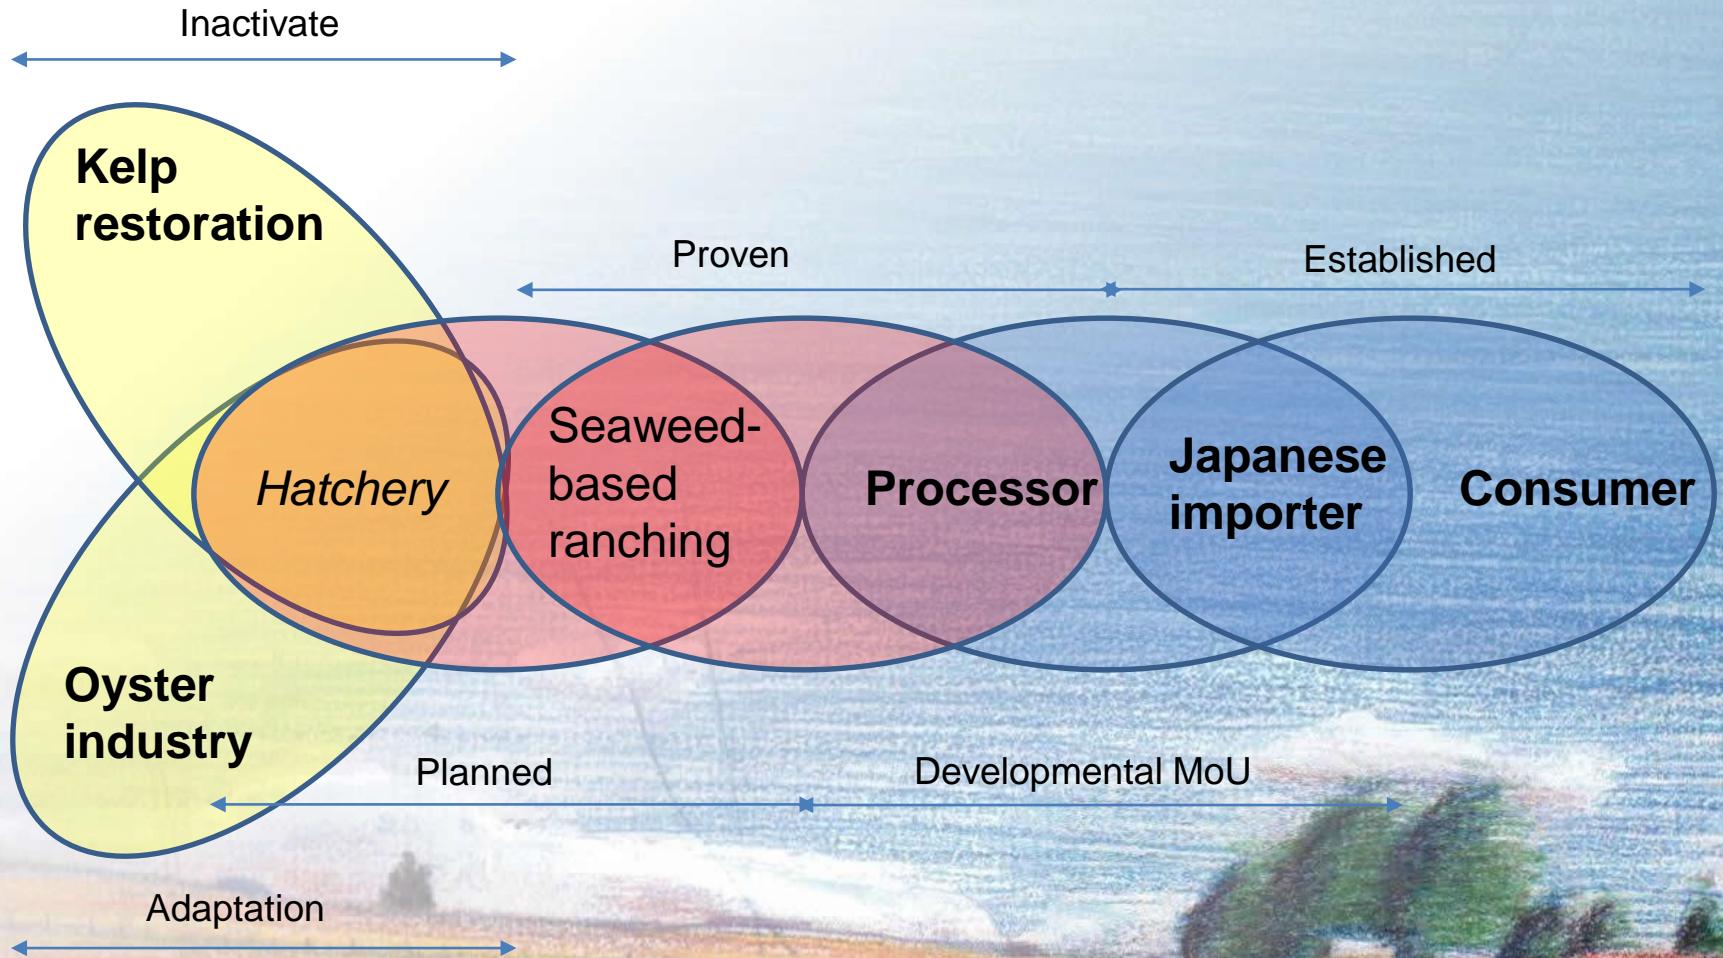 Inactivate
Kelp
restoration
Proven
Established
Hatchery
Seaweed-
based
ranching
Processor
Japanese
importer
Consumer
Oyster
industry
Planned
Developmental MoU
Adaptation